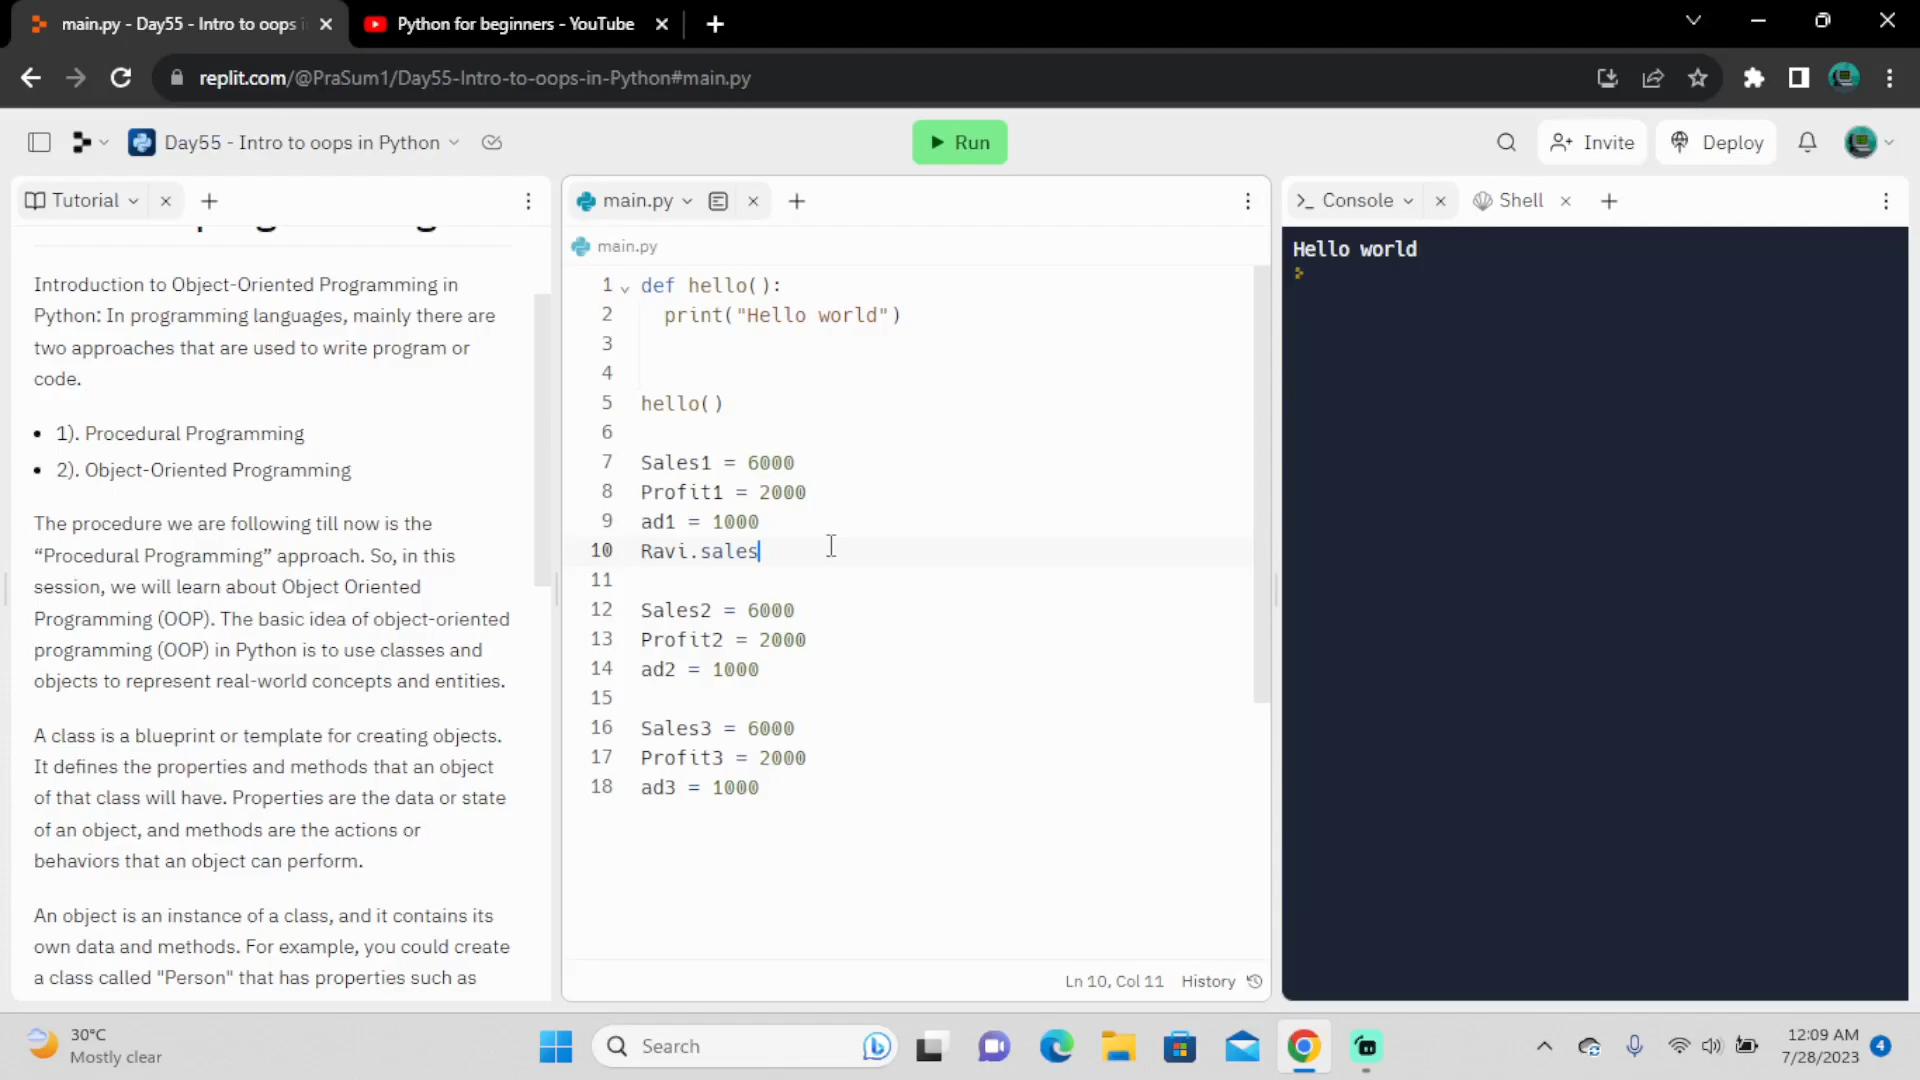 main.py - Day55 - Intro to oops i
Python for beginners - YouTube
replit.com/@PraSum1/Day55-Intro-to-oops-in-Python#main.py
Day55 - Intro to oops in Python
Run
Invite
Deploy
Tutorial
main.py
Console
Shell
main.py
Introduction to Object-Oriented Programming in
Python: In programming languages, mainly there are
two approaches that are used to write program or
code.
• 1). Procedural Programming
• 2). Object-Oriented Programming
The procedure we are following till now is the
“Procedural Programming” approach. So, in this
session, we will learn about Object Oriented
Programming (OOP). The basic idea of object-oriented
programming (OOP) in Python is to use classes and
objects to represent real-world concepts and entities.
A class is a blueprint or template for creating objects.
It defines the properties and methods that an object
of that class will have. Properties are the data or state
of an object, and methods are the actions or
behaviors that an object can perform.
An object is an instance of a class, and it contains its
own data and methods. For example, you could create
a class called "Person" that has properties such as
1 def hello():
2 print("Hello world")
3
4
5 hello()
6
7 Sales1 = 6000
8 Profit1 = 2000
9 ad1 = 1000
10 Ravi.sales
11
12 Sales2 = 6000
13 Profit2 = 2000
14 ad2 = 1000
15
16 Sales3 = 6000
17 Profit3 = 2000
18 ad3 = 1000
Ln 10, Col 11 History
Hello world
30°C
Mostly clear
Search
12:09 AM
7/28/2023
4